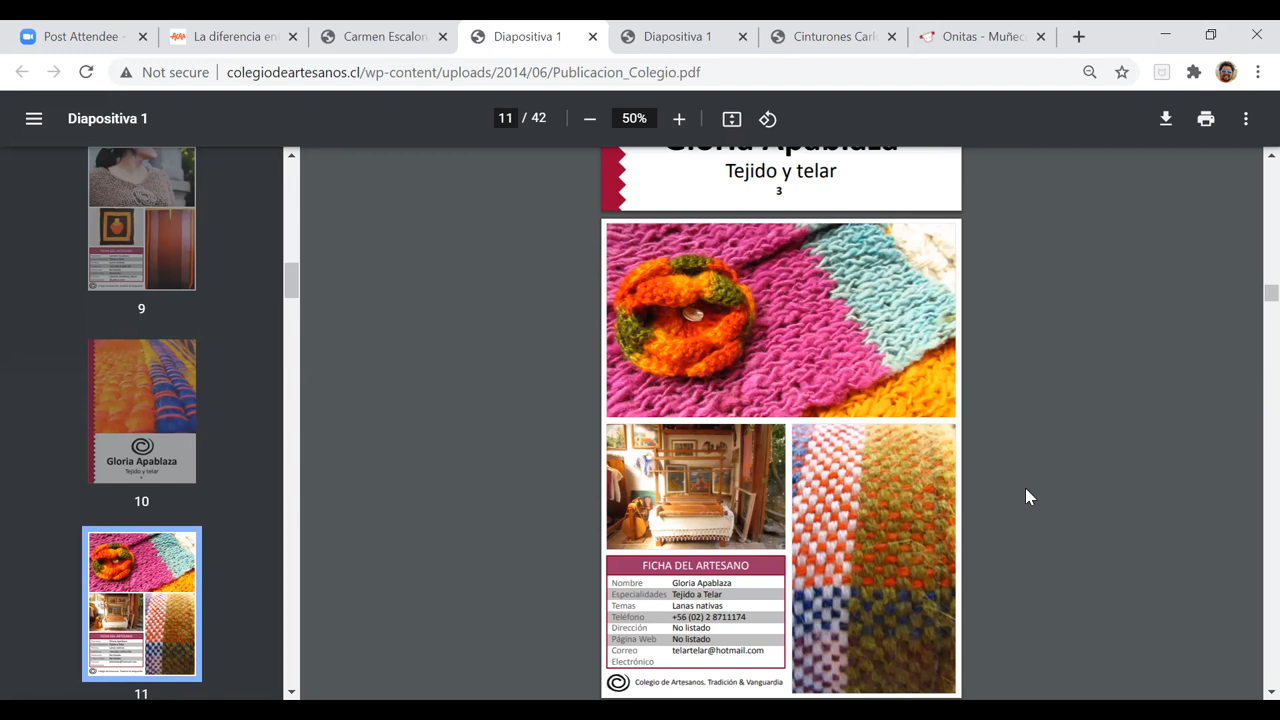 Post Attendee -
La diferencia en
Carmen Escalon
Diapositiva 1
Diapositiva 1
Cinturones Carl
Onitas - Muñec
Not secure
colegiodeartesanos.cl/wp-content/uploads/2014/06/Publicacion_Colegio.pdf
Diapositiva 1
11 / 42
50%
9
Gloria Apablaza
Tejido y telar
3
10
11
Gloria Apablaza
Tejido y telar
3
FICHA DEL ARTESANO
Nombre Gloria Apablaza
Especialidades Tejido a Telar
Temas Lanas nativas
Teléfono +56 (02) 2 8711174
Dirección No listado
Página Web No listado
Correo telartelar@hotmail.com
Electrónico
Colegio de Artesanos, Tradición & Vanguardia